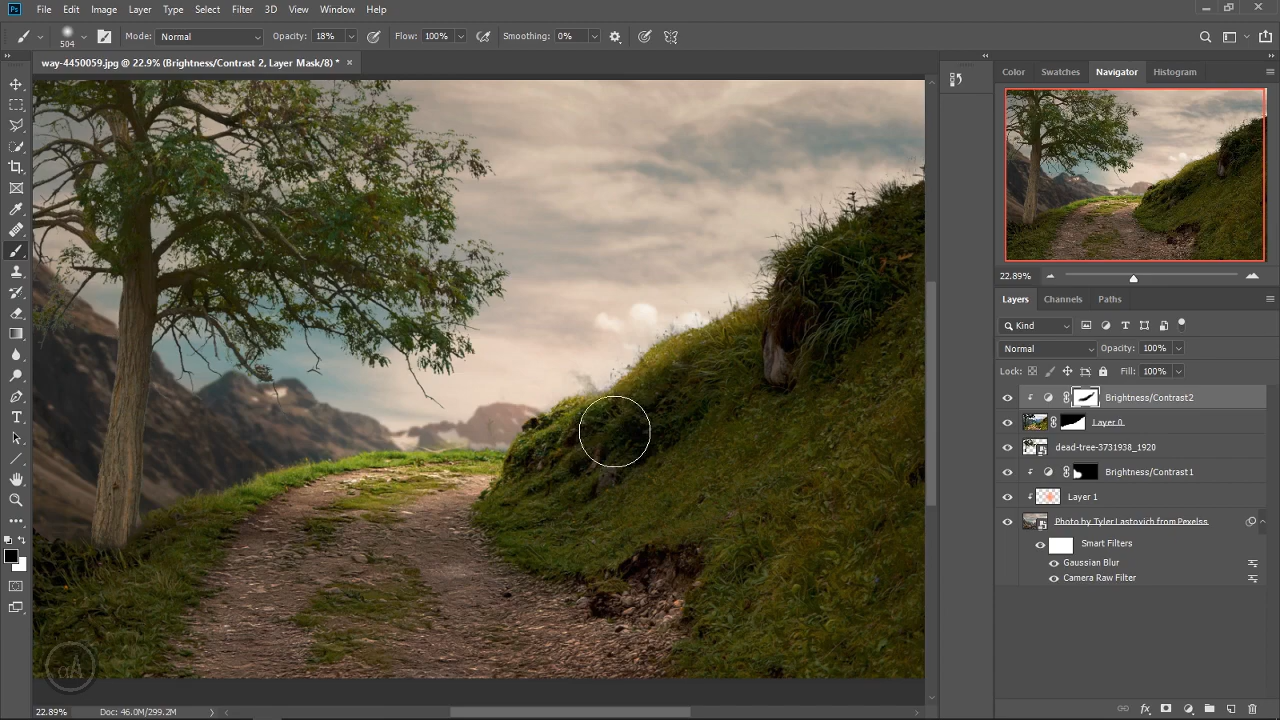 Ps File Edit Image Layer Type Select Filter 3D View Window Help
504 Mode: Normal Opacity: 18% Flow: 100% Smoothing: 0%
way-4450059.jpg @ 22.9% (Brightness/Contrast 2, Layer Mask/8) * ×
Color Swatches Navigator Histogram
22.89%
Layers Channels Paths
Kind
Normal Opacity: 100%
Lock: Fill: 100%
Brightness/Contrast 2
Layer 0
dead-tree-3731938_1920
Brightness/Contrast 1
Layer 1
Photo by Tyler Lastovich from Pexelss
Smart Filters
Gaussian Blur
Camera Raw Filter
aA
22.89% Doc: 46.0M/299.2M